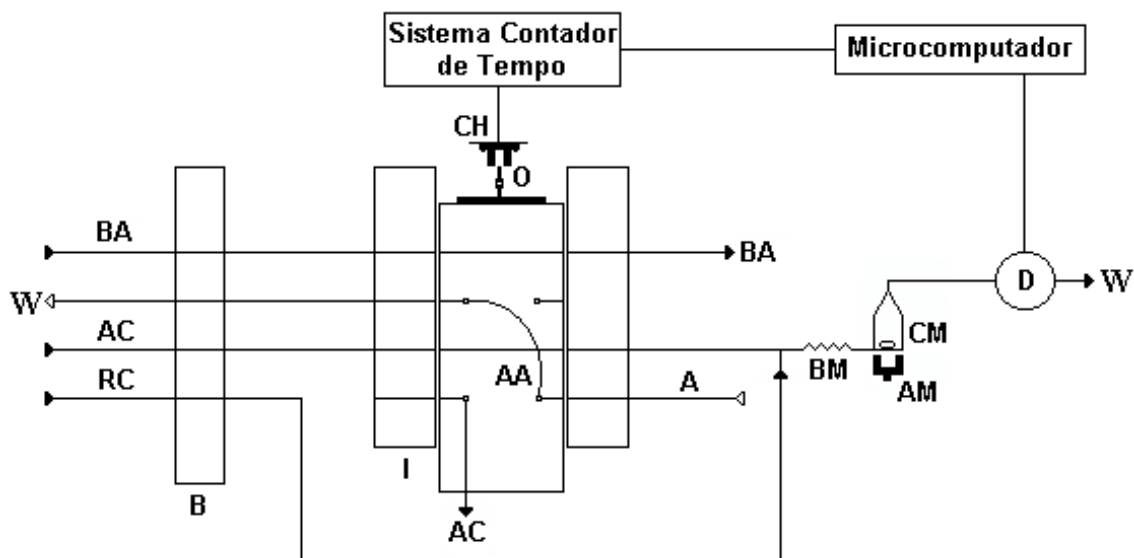 Sistema Contador
de Tempo
Microcomputador
CH
O
BA
BA
W
D
W
AC
CM
AA
BM
RC
A
AM
I
B
AC